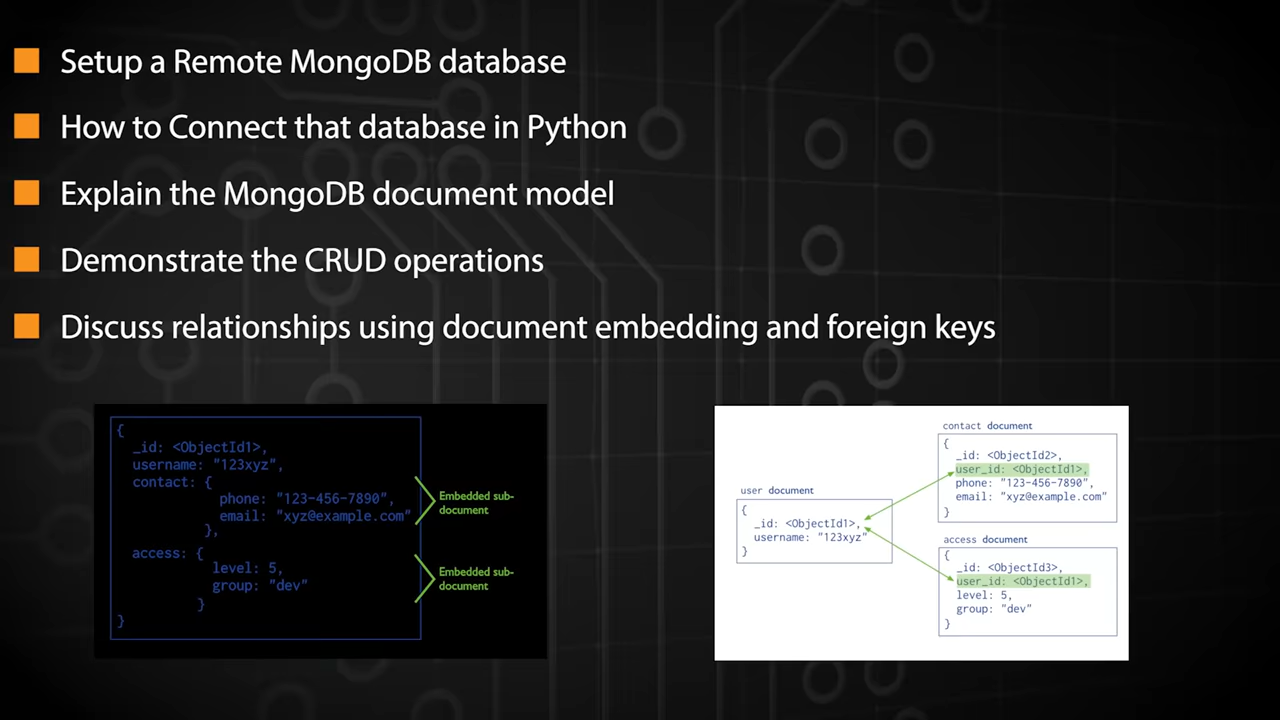 Setup a Remote MongoDB database
How to Connect that database in Python
Explain the MongoDB document model
Demonstrate the CRUD operations
Discuss relationships using document embedding and foreign keys
{
_id: <ObjectId1>,
username: "123xyz",
contact: {
phone: "123-456-7890",
email: "xyz@example.com"
},
access: {
level: 5,
group: "dev"
}
}
Embedded sub-
document
Embedded sub-
document
user document
{
_id: <ObjectId1>,
username: "123xyz"
}
contact document
{
_id: <ObjectId2>,
user_id: <ObjectId1>,
phone: "123-456-7890",
email: "xyz@example.com"
}
access document
{
_id: <ObjectId3>,
user_id: <ObjectId1>,
level: 5,
group: "dev"
}